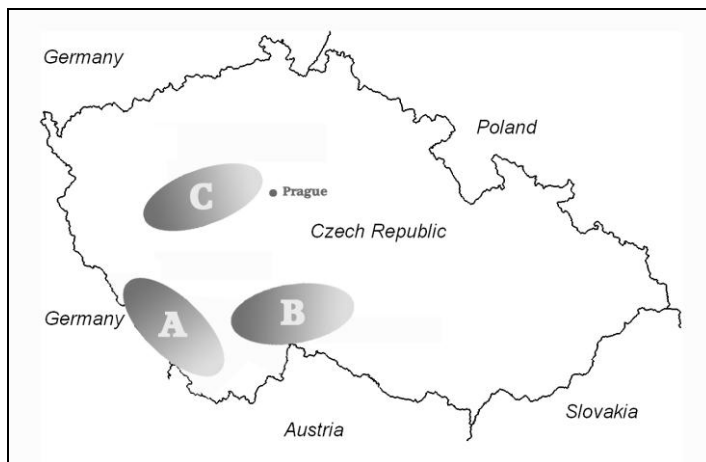 Germany
Poland
C
Prague
Czech Republic
Germany
A
B
Slovakia
Austria